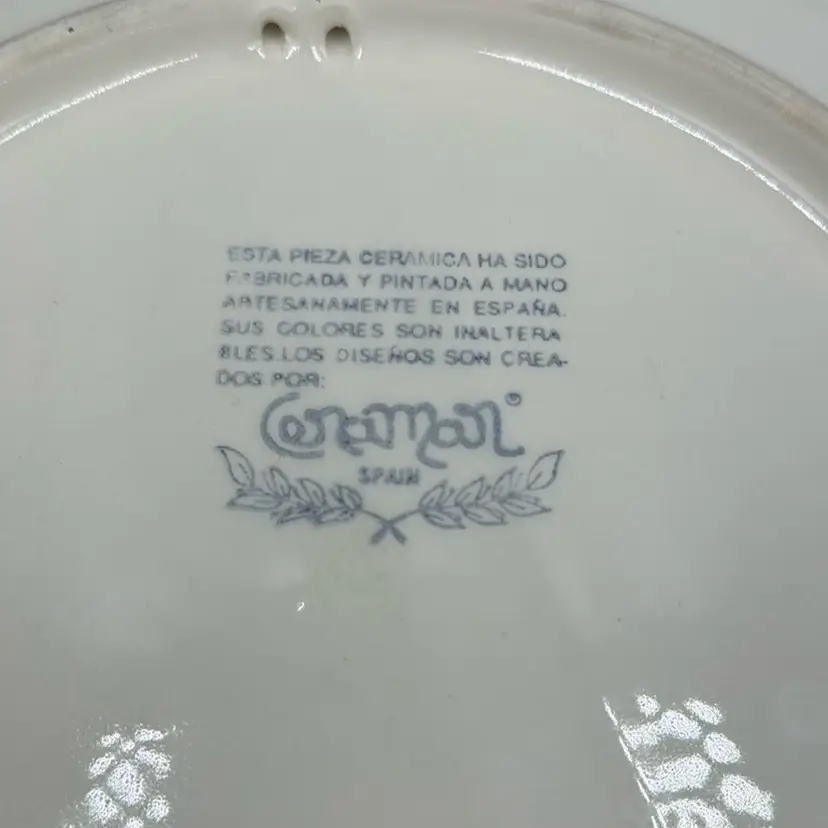 ESTA PIEZA CERAMICA HA SIDO
FABRICADA Y PINTADA A MANO
ARTESANAMENTE EN ESPAÑA.
SUS COLORES SON INALTERA
BLES.LOS DISEÑOS SON CREA-
DOS POR:
Ceramar®
SPAIN